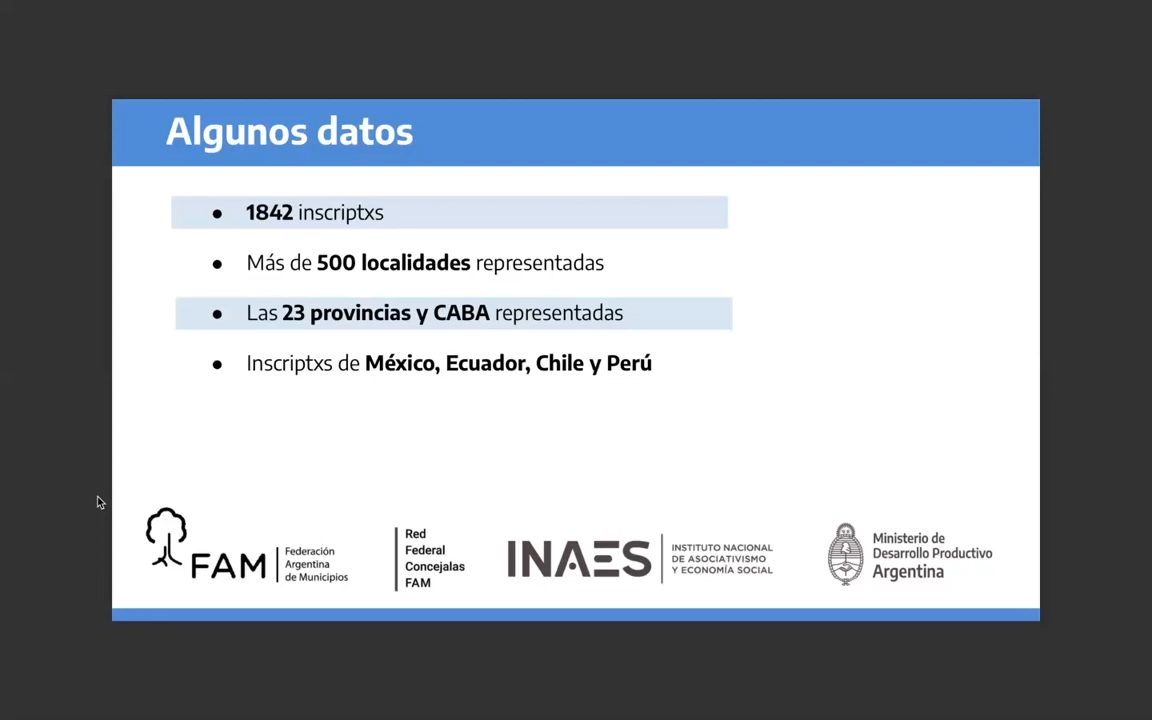 Algunos datos
● 1842 inscriptxs
● Más de 500 localidades representadas
● Las 23 provincias y CABA representadas
● Inscriptxs de México, Ecuador, Chile y Perú
FAM
Federación
Argentina
de Municipios
Red
Federal
Concejalas
FAM
INAES
INSTITUTO NACIONAL
DE ASOCIATIVISMO
Y ECONOMÍA SOCIAL
Ministerio de
Desarrollo Productivo
Argentina